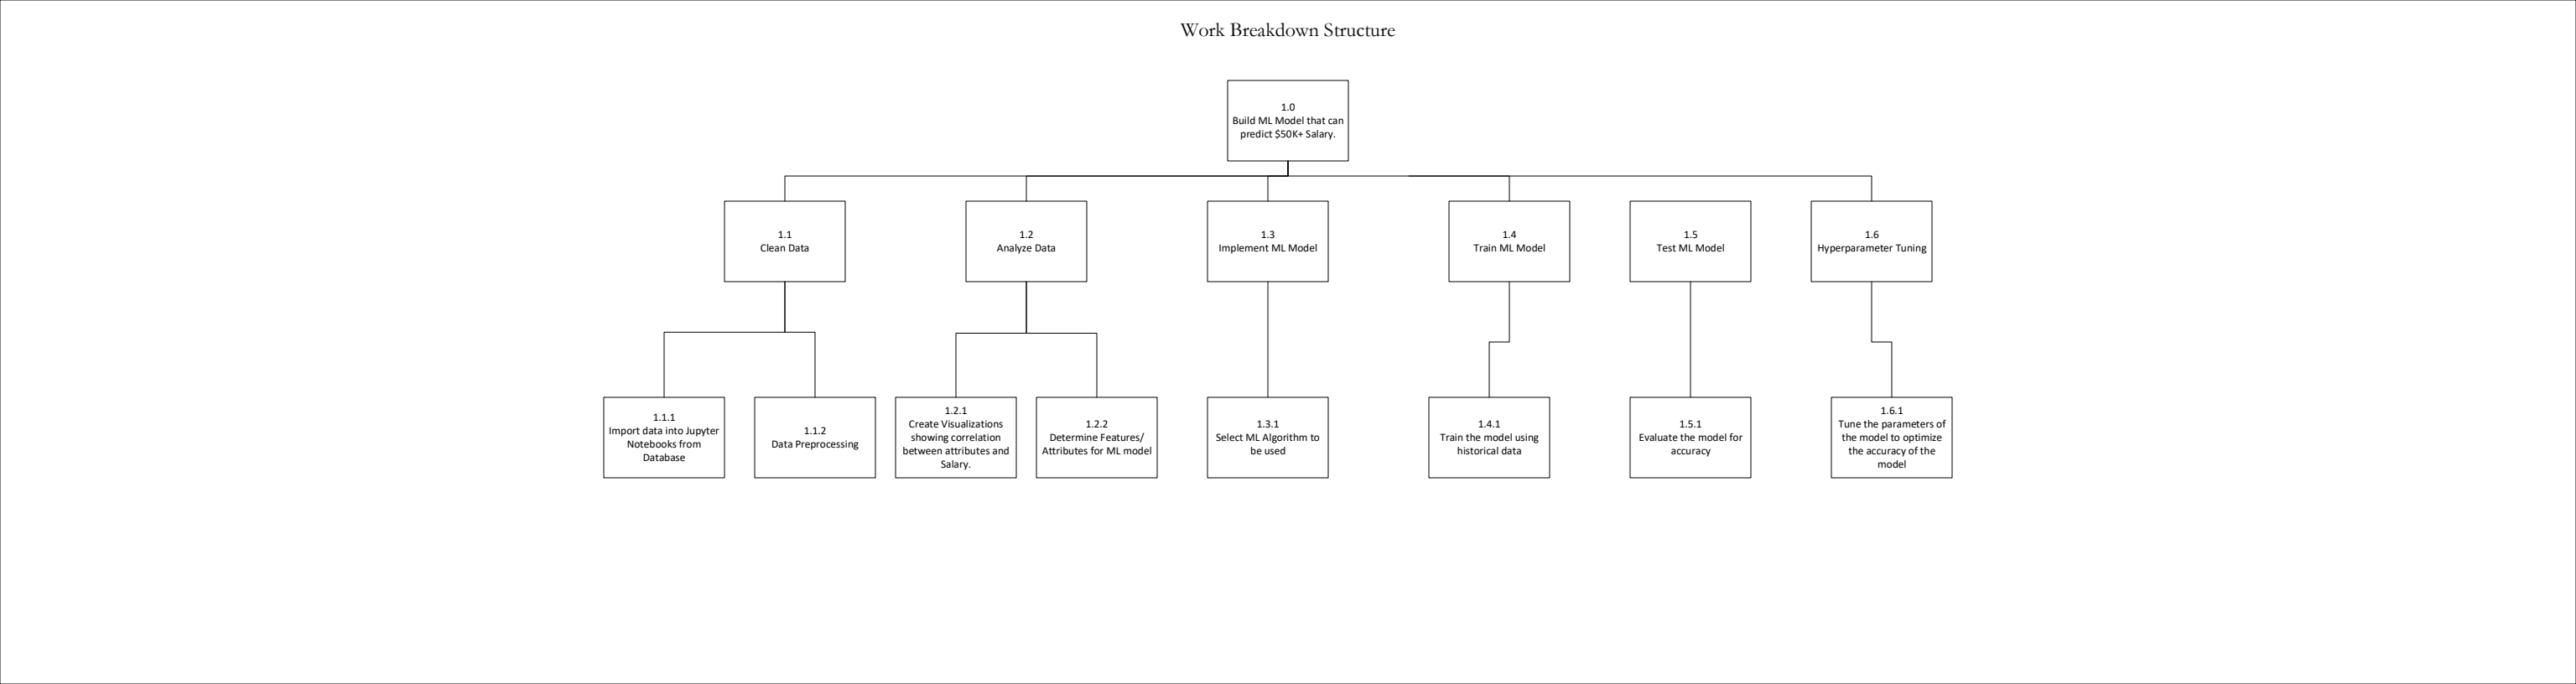 Work Breakdown Structure
1.0
Build ML Model that can
predict $50K+ Salary.
1.1
Clean Data
1.2
Analyze Data
1.3
Implement ML Model
1.4
Train ML Model
1.5
Test ML Model
1.6
Hyperparameter Tuning
1.1.1
Import data into Jupyter
Notebooks from
Database
1.1.2
Data Preprocessing
1.2.1
Create Visualizations
showing correlation
between attributes and
Salary.
1.2.2
Determine Features/
Attributes for ML model
1.3.1
Select ML Algorithm to
be used
1.4.1
Train the model using
historical data
1.5.1
Evaluate the model for
accuracy
1.6.1
Tune the parameters of
the model to optimize
the accuracy of the
model